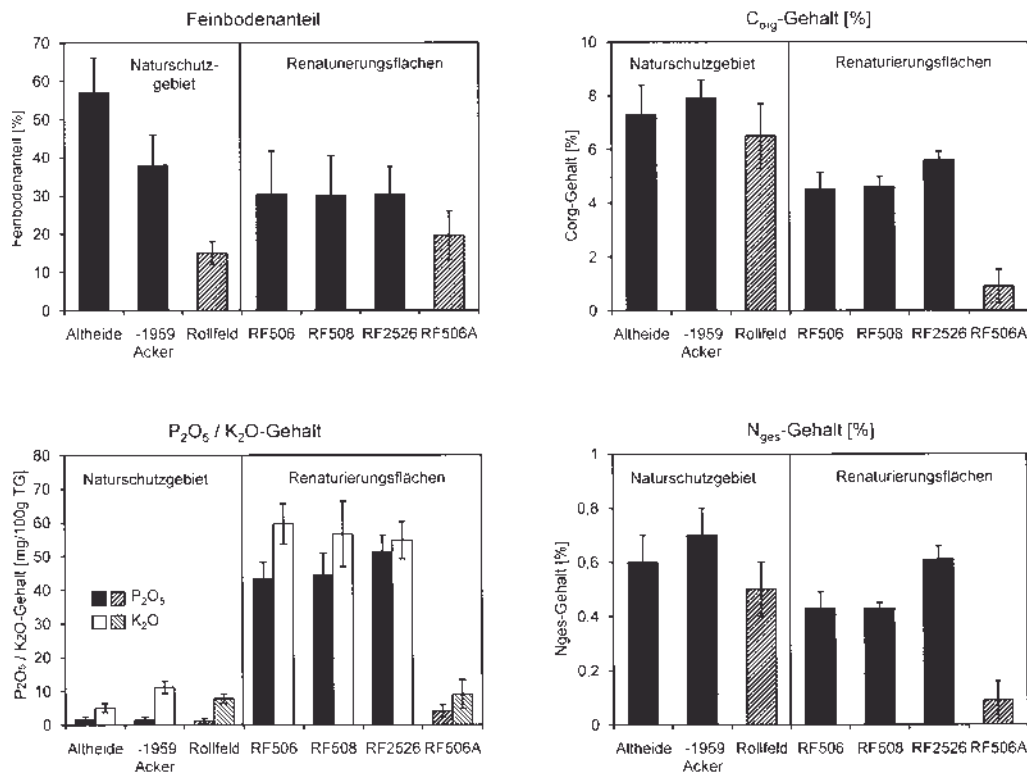 Feinbodenanteil
Feinbodenanteil [%]
70
60
50
40
30
20
10
0
Naturschutz-
gebiet
Renaturierungsflächen
Altheide
-1959
Acker
Rollfeld
RF506
RF508
RF2526
RF506A
Corg-Gehalt [%]
Corg-Gehalt [%]
10
8
6
4
2
0
Naturschutzgebiet
Renaturierungsflächen
Altheide
-1959
Acker
Rollfeld
RF506
RF508
RF2526
RF506A
P2O5 / K2O-Gehalt
P2O5 / K2O-Gehalt [mg/100g TG]
80
70
60
50
40
30
20
10
0
Naturschutzgebiet
Renaturierungsflächen
P2O5
K2O
Altheide
-1959
Acker
Rollfeld
RF506
RF508
RF2526
RF506A
Nges-Gehalt [%]
Nges-Gehalt [%]
1
0,8
0,6
0,4
0,2
0
Naturschutzgebiet
Renaturierungsflächen
Altheide
-1959
Acker
Rollfeld
RF506
RF508
RF2526
RF506A